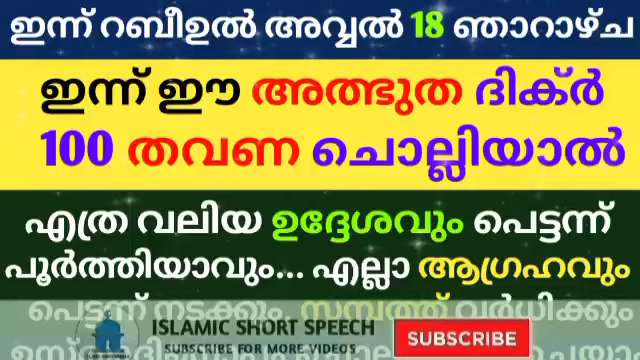 ഇന്ന് റബീഉൽ അവ്വൽ 18 ഞാറാഴ്ച
ഇന്ന് ഈ അത്ഭുത ദിക്ർ
100 തവണ ചൊല്ലിയാൽ
എത്ര വലിയ ഉദ്ദേശവും പെട്ടന്ന്
പൂർത്തിയാവും... എല്ലാ ആഗ്രഹവും
പെട്ടന്ന് നടക്കും, സമ്പത്ത് വർധിക്കും
ISLAMIC SHORT SPEECH
SUBSCRIBE FOR MORE VIDEOS
SUBSCRIBE